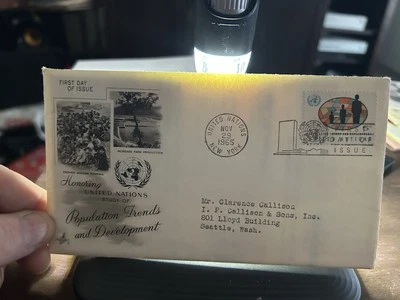 FIRST DAY
OF ISSUE
Honoring
UNITED NATIONS
Population Trends
and Development
UNITED NATIONS
NOV
29
1965
NEW YORK
ISSUE
Mr. Clarence Callison
I. P. Callison & Sons, Inc.
801 Lloyd Building
Seattle, Wash.